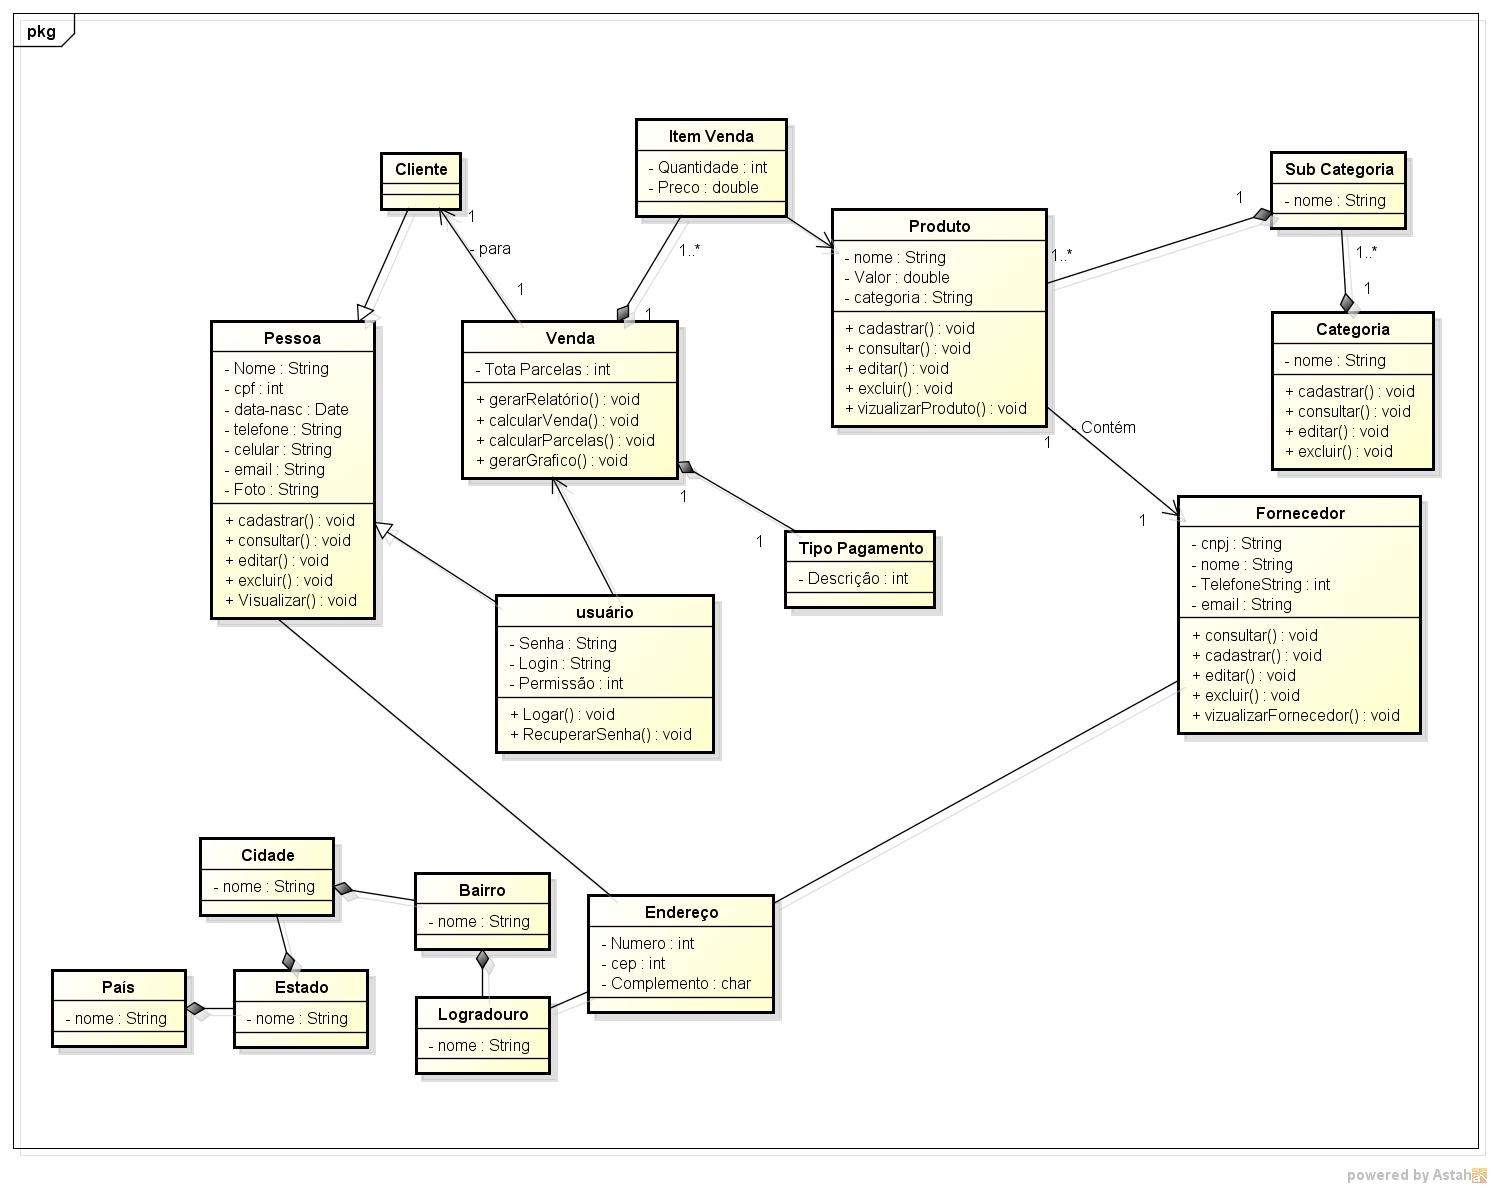 pkg
Cliente
1
- para
1
Item Venda
- Quantidade : int
- Preco : double
1..*
1
Produto
- nome : String
- Valor : double
- categoria : String
+ cadastrar() : void
+ consultar() : void
+ editar() : void
+ excluir() : void
+ vizualizarProduto() : void
1..*
1
Sub Categoria
- nome : String
1..*
1
Categoria
- nome : String
+ cadastrar() : void
+ consultar() : void
+ editar() : void
+ excluir() : void
Pessoa
- Nome : String
- cpf : int
- data-nasc : Date
- telefone : String
- celular : String
- email : String
- Foto : String
+ cadastrar() : void
+ consultar() : void
+ editar() : void
+ excluir() : void
+ Visualizar() : void
Venda
- Tota Parcelas : int
+ gerarRelatório() : void
+ calcularVenda() : void
+ calcularParcelas() : void
+ gerarGrafico() : void
1
1
Tipo Pagamento
- Descrição : int
- Contém
1
1
Fornecedor
- cnpj : String
- nome : String
- TelefoneString : int
- email : String
+ consultar() : void
+ cadastrar() : void
+ editar() : void
+ excluir() : void
+ vizualizarFornecedor() : void
usuário
- Senha : String
- Login : String
- Permissão : int
+ Logar() : void
+ RecuperarSenha() : void
Cidade
- nome : String
Bairro
- nome : String
Endereço
- Numero : int
- cep : int
- Complemento : char
País
- nome : String
Estado
- nome : String
Logradouro
- nome : String
powered by Astah